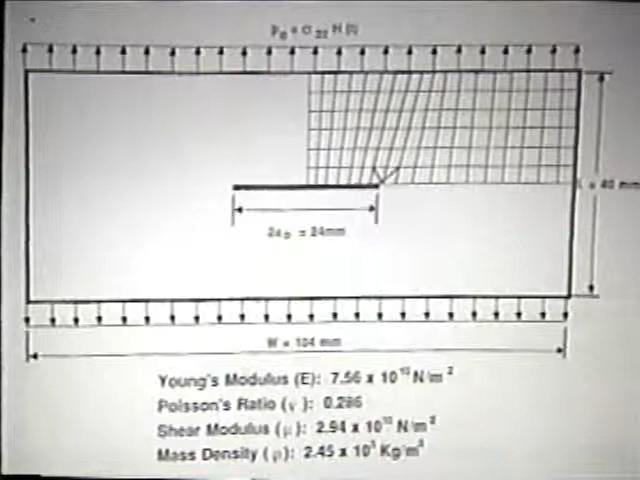 P₀ = σ₂₂ H(t)
L = 40 mm
2a₀ = 24mm
W = 104 mm
Young's Modulus (E): 7.56 x 10¹⁰ N/m²
Poisson's Ratio (ν): 0.286
Shear Modulus (μ): 2.94 x 10¹⁰ N/m²
Mass Density (ρ): 2.45 x 10³ Kg/m³